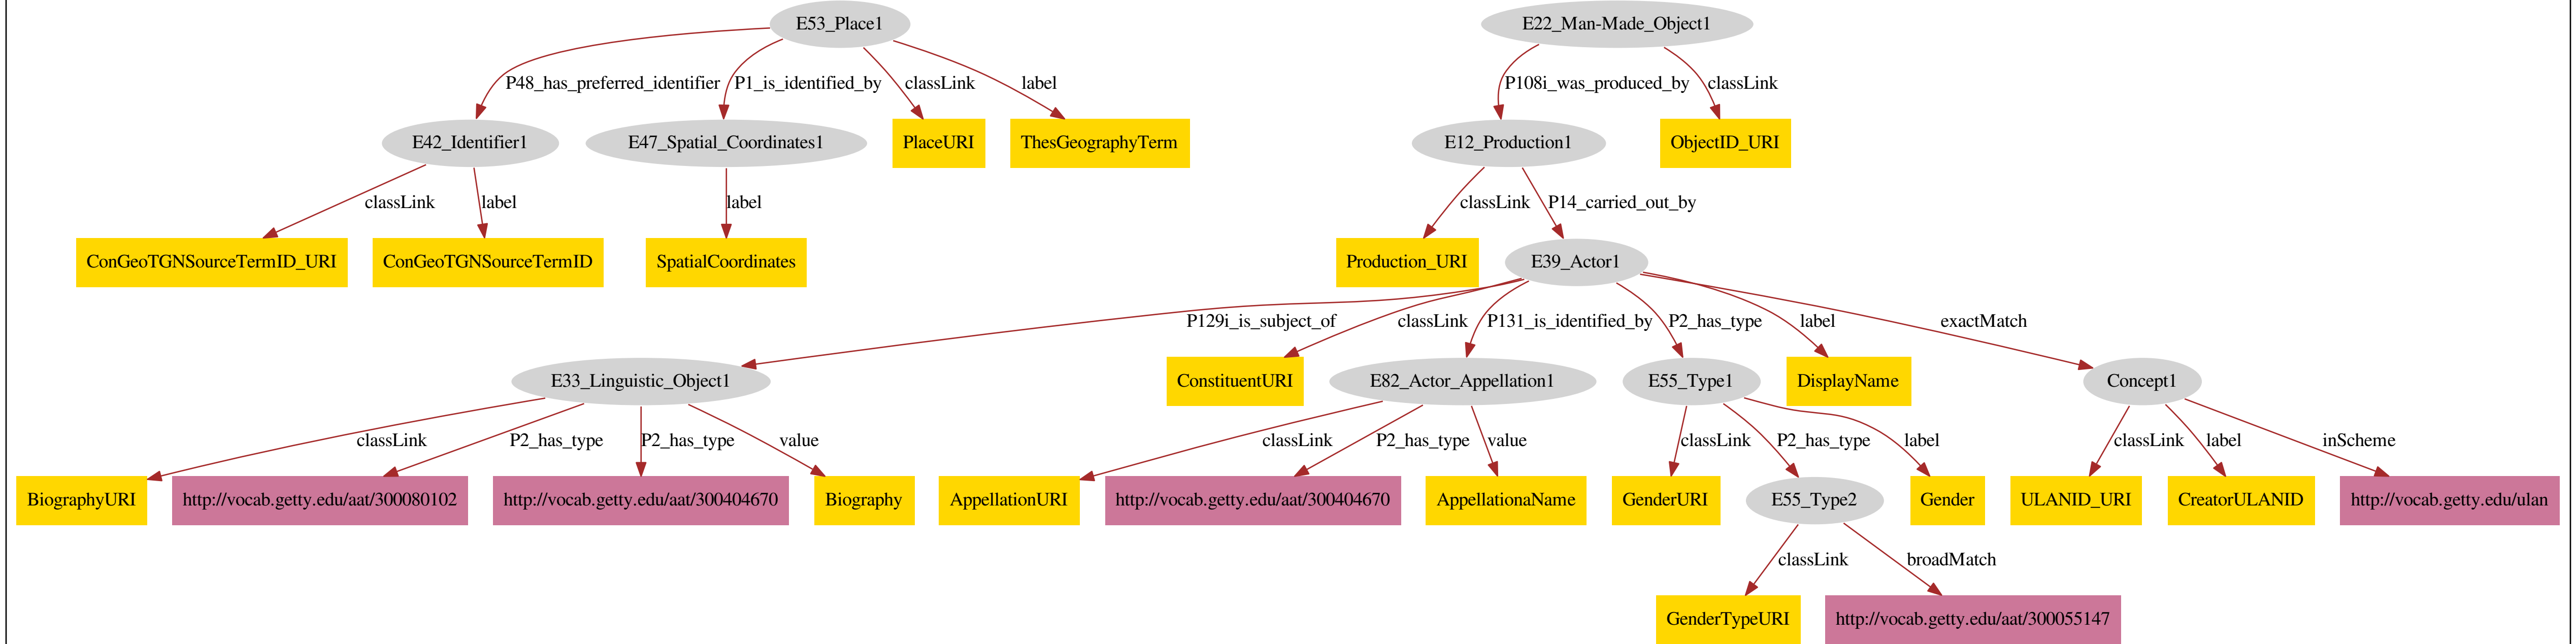 E53_Place1 E22_Man-Made_Object1
P48_has_preferred_identifier P1_is_identified_by classLink label P108i_was_produced_by classLink
E42_Identifier1 E47_Spatial_Coordinates1 PlaceURI ThesGeographyTerm E12_Production1 ObjectID_URI
classLink label label classLink P14_carried_out_by
ConGeoTGNSourceTermID_URI ConGeoTGNSourceTermID SpatialCoordinates Production_URI E39_Actor1
P129i_is_subject_of classLink P131_is_identified_by P2_has_type label exactMatch
E33_Linguistic_Object1 ConstituentURI E82_Actor_Appellation1 E55_Type1 DisplayName Concept1
classLink P2_has_type P2_has_type value classLink P2_has_type value classLink P2_has_type label classLink label inScheme
BiographyURI http://vocab.getty.edu/aat/300080102 http://vocab.getty.edu/aat/300404670 Biography AppellationURI http://vocab.getty.edu/aat/300404670 AppellationaName GenderURI E55_Type2 Gender ULANID_URI CreatorULANID http://vocab.getty.edu/ulan
classLink broadMatch
GenderTypeURI http://vocab.getty.edu/aat/300055147